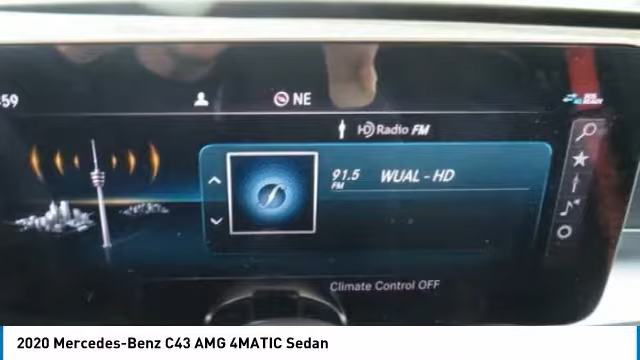 :59 NE
HD Radio FM
91.5 WUAL - HD
FM
Climate Control OFF
2020 Mercedes-Benz C43 AMG 4MATIC Sedan